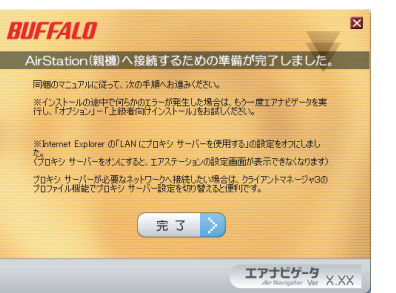 BUFFALO
AirStation(親機)へ接続するための準備が完了しました。
同梱のマニュアルに従って、次の手順へお進みください。
※インストールの途中で何らかのエラーが発生した場合は、もう一度エアナビゲータを実
行し、「オプション」-「上級者向けインストール」をお試しください。
※Internet Explorer の「LAN にプロキシ サーバーを使用する」の設定をオフにしまし
た。
(プロキシ サーバーをオンにすると、エアステーションの設定画面が表示できなくなります)
プロキシ サーバーが必要なネットワークへ接続したい場合は、クライアントマネージャ3の
プロファイル機能でプロキシ サーバー設定を切り替えると便利です。
完了
エアナビゲータ
Air Navigator Ver X.XX